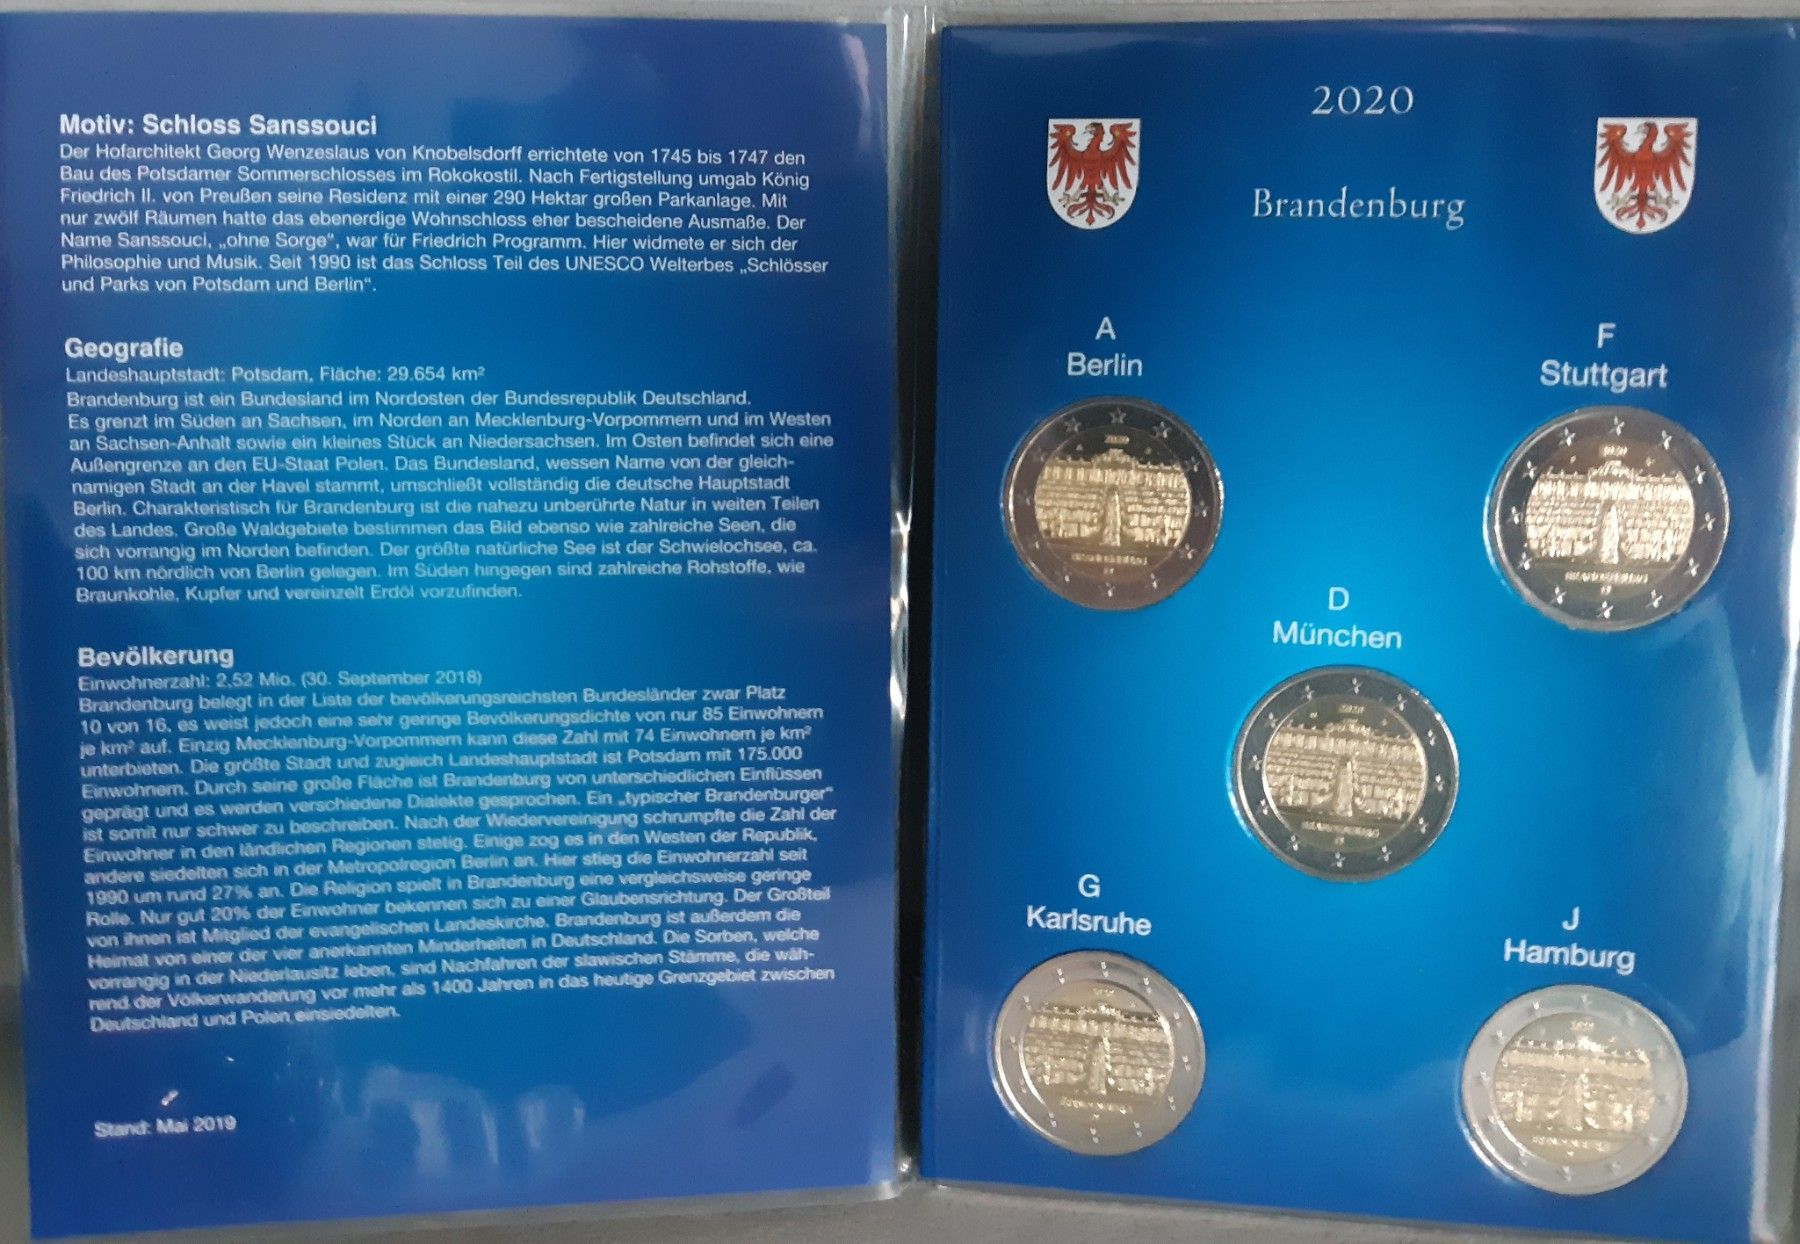 Motiv: Schloss Sanssouci
Der Hofarchitekt Georg Wenzeslaus von Knobelsdorff errichtete von 1745 bis 1747 den
Bau des Potsdamer Sommerschlosses im Rokokostil. Nach Fertigstellung umgab König
Friedrich II. von Preußen seine Residenz mit einer 290 Hektar großen Parkanlage. Mit
nur zwölf Räumen hatte das ebenerdige Wohnschloss eher bescheidene Ausmaße. Der
Name Sanssouci, „ohne Sorge“, war für Friedrich Programm. Hier widmete er sich der
Philosophie und Musik. Seit 1990 ist das Schloss Teil des UNESCO Welterbes „Schlösser
und Parks von Potsdam und Berlin“.
Geografie
Landeshauptstadt: Potsdam, Fläche: 29.654 km²
Brandenburg ist ein Bundesland im Nordosten der Bundesrepublik Deutschland.
Es grenzt im Süden an Sachsen, im Norden an Mecklenburg-Vorpommern und im Westen
an Sachsen-Anhalt sowie ein kleines Stück an Niedersachsen. Im Osten befindet sich eine
Außengrenze an den EU-Staat Polen. Das Bundesland, wessen Name von der gleich-
namigen Stadt an der Havel stammt, umschließt vollständig die deutsche Hauptstadt
Berlin. Charakteristisch für Brandenburg ist die nahezu unberührte Natur in weiten Teilen
des Landes. Große Waldgebiete bestimmen das Bild ebenso wie zahlreiche Seen, die
sich vorrangig im Norden befinden. Der größte natürliche See ist der Schwielochsee, ca.
100 km nördlich von Berlin gelegen. Im Süden hingegen sind zahlreiche Rohstoffe, wie
Braunkohle, Kupfer und vereinzelt Erdöl vorzufinden.
Bevölkerung
Einwohnerzahl: 2,52 Mio. (30. September 2018)
Brandenburg belegt in der Liste der bevölkerungsreichsten Bundesländer zwar Platz
10 von 16, es weist jedoch eine sehr geringe Bevölkerungsdichte von nur 85 Einwohnern
je km² auf. Einzig Mecklenburg-Vorpommern kann diese Zahl mit 74 Einwohnern je km²
unterbieten. Die größte Stadt und zugleich Landeshauptstadt ist Potsdam mit 175.000
Einwohnern. Durch seine große Fläche ist Brandenburg von unterschiedlichen Einflüssen
geprägt und es werden verschiedene Dialekte gesprochen. Ein „typischer Brandenburger“
ist somit nur schwer zu beschreiben. Nach der Wiedervereinigung schrumpfte die Zahl der
Einwohner in den ländlichen Regionen stetig. Einige zog es in den Westen der Republik,
andere siedelten sich in der Metropolregion Berlin an. Hier stieg die Einwohnerzahl seit
1990 um rund 27% an. Die Religion spielt in Brandenburg eine vergleichsweise geringe
Rolle. Nur gut 20% der Einwohner bekennen sich zu einer Glaubensrichtung. Der Großteil
von ihnen ist Mitglied der evangelischen Landeskirche. Brandenburg ist außerdem die
Heimat von einer der vier anerkannten Minderheiten in Deutschland. Die Sorben, welche
vorrangig in der Niederlausitz leben, sind Nachfahren der slawischen Stämme, die wäh-
rend der Völkerwanderung vor mehr als 1400 Jahren in das heutige Grenzgebiet zwischen
Deutschland und Polen einsiedelten.
Stand: Mai 2019
2020
Brandenburg
A
Berlin
2020
BRANDENBURG
F
Stuttgart
2020
BRANDENBURG
D
München
2020
BRANDENBURG
G
Karlsruhe
2020
BRANDENBURG
J
Hamburg
2020
BRANDENBURG